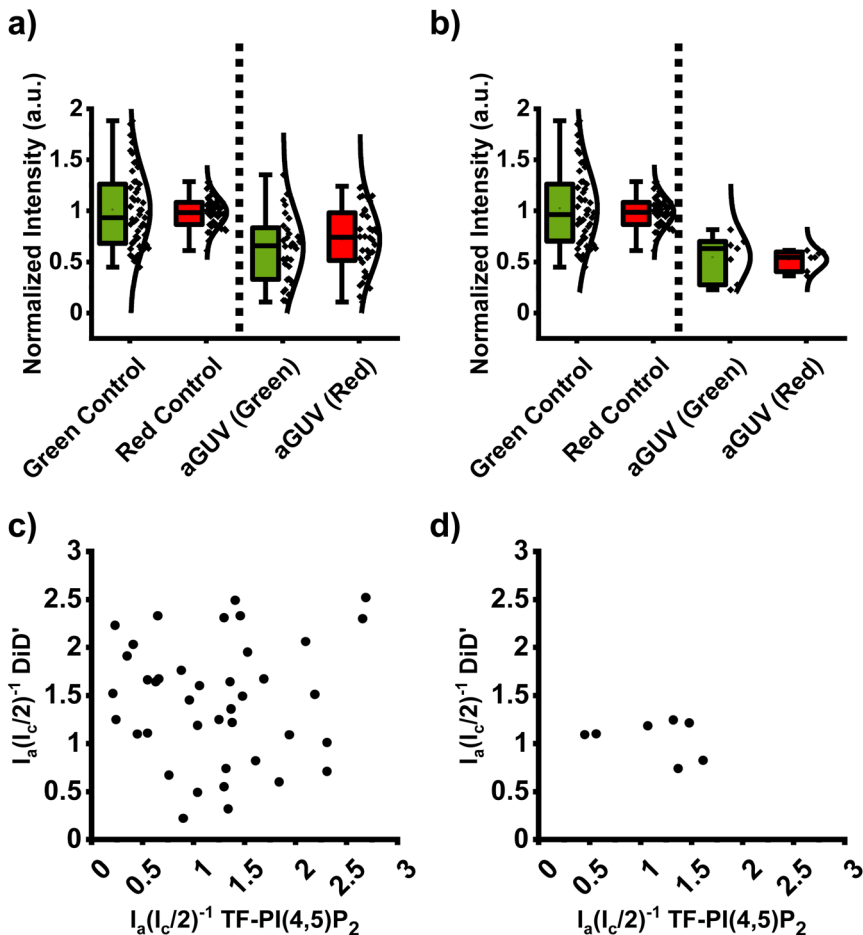 a)
Normalized Intensity (a.u.)
2
1.5
1
0.5
0
Green Control
Red Control
aGUV (Green)
aGUV (Red)
b)
Normalized Intensity (a.u.)
2
1.5
1
0.5
0
Green Control
Red Control
aGUV (Green)
aGUV (Red)
c)
Iₐ(I꜀/2)⁻¹ DiD'
3
2.5
2
1.5
1
0.5
0
0
0.5
1
1.5
2
2.5
3
Iₐ(I꜀/2)⁻¹ TF-PI(4,5)P₂
d)
Iₐ(I꜀/2)⁻¹ DiD'
3
2.5
2
1.5
1
0.5
0
0
0.5
1
1.5
2
2.5
3
Iₐ(I꜀/2)⁻¹ TF-PI(4,5)P₂